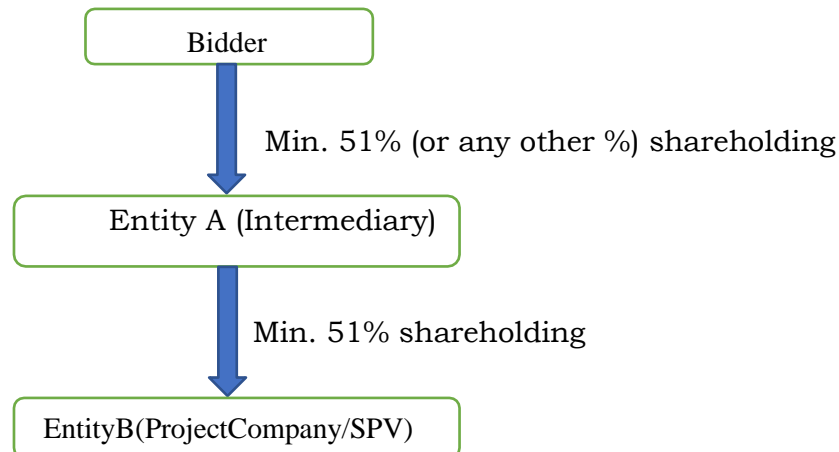 Bidder
Min. 51% (or any other %) shareholding
Entity A (Intermediary)
Min. 51% shareholding
EntityB(ProjectCompany/SPV)